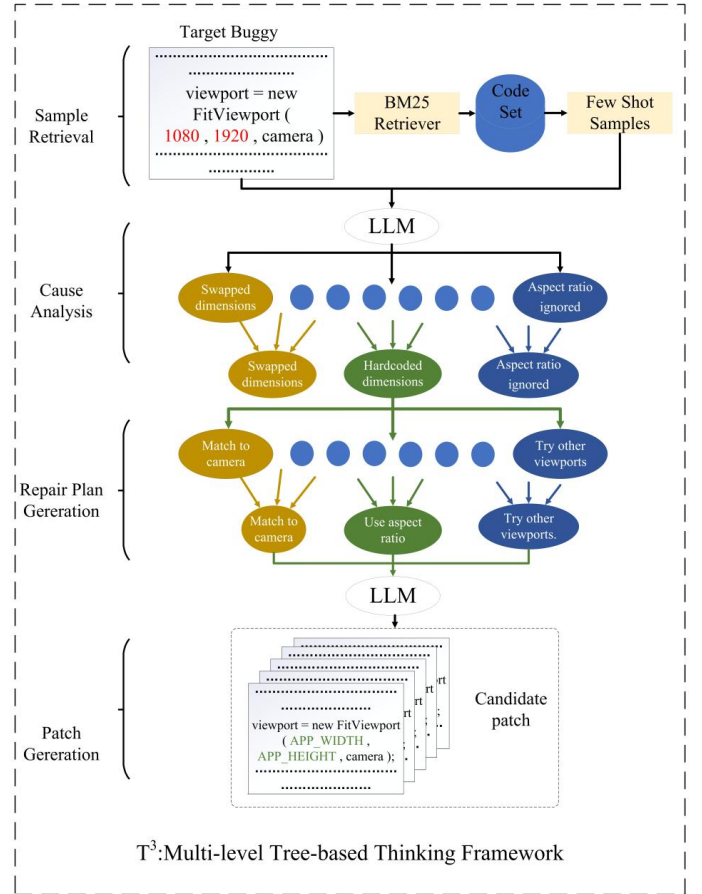 Target Buggy
Sample
Retrieval
viewport = new
FitViewport (
1080 , 1920 , camera )
BM25
Retriever
Code
Set
Few Shot
Samples
LLM
Cause
Analysis
Swapped
dimensions
Aspect ratio
ignored
Swapped
dimensions
Hardcoded
dimensions
Aspect ratio
ignored
Repair Plan
Gereration
Match to
camera
Try other
viewports
Match to
camera
Use aspect
ratio
Try other
viewports.
LLM
Patch
Gereration
viewport = new FitViewport
( APP_WIDTH ,
APP_HEIGHT , camera );
Candidate
patch
T³:Multi-level Tree-based Thinking Framework